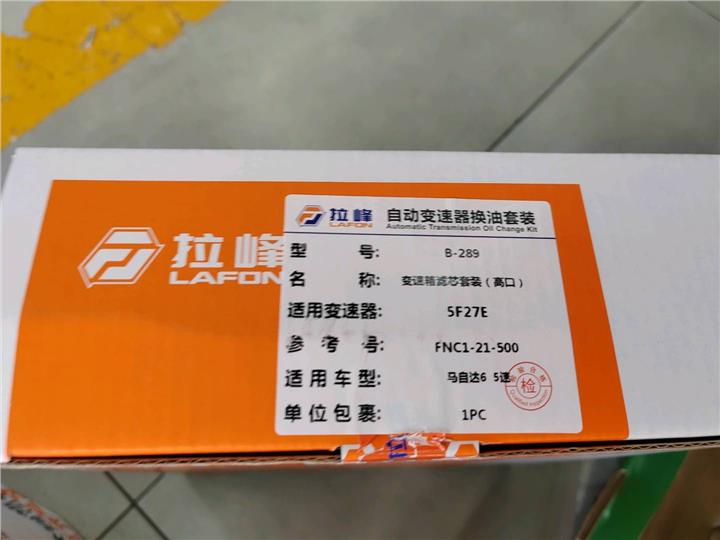 拉峰
LAFON
拉峰
LAFON
自动变速器换油套装
Automatic Transmission Oil Change Kit
型号: B-289
名称: 变速箱滤芯套装(高口)
适用变速器: 5F27E
参考号: FNC1-21-500
适用车型: 马自达6 5速
检
Qualified Inspection
单位包裹: 1PC